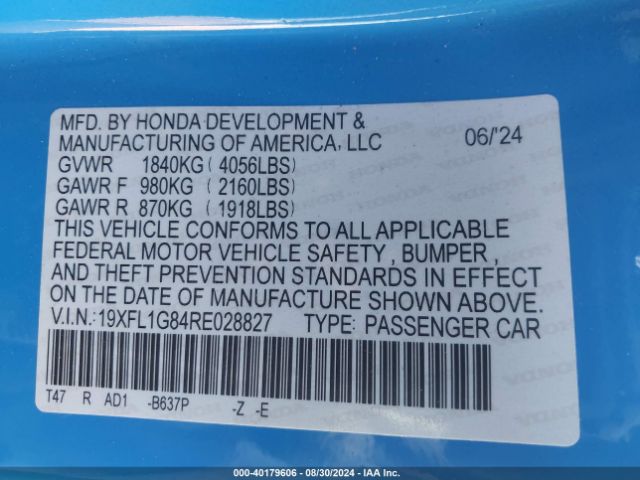 MFD. BY HONDA DEVELOPMENT &
MANUFACTURING OF AMERICA, LLC 06/'24
GVWR 1840KG (4056LBS)
GAWR F 980KG (2160LBS)
GAWR R 870KG (1918LBS)
THIS VEHICLE CONFORMS TO ALL APPLICABLE
FEDERAL MOTOR VEHICLE SAFETY , BUMPER ,
AND THEFT PREVENTION STANDARDS IN EFFECT
ON THE DATE OF MANUFACTURE SHOWN ABOVE.
V.I.N.:19XFL1G84RE028827 TYPE: PASSENGER CAR
T47 R AD1 -B637P -Z -E
000-40179606 - 08/30/2024 - IAA Inc.